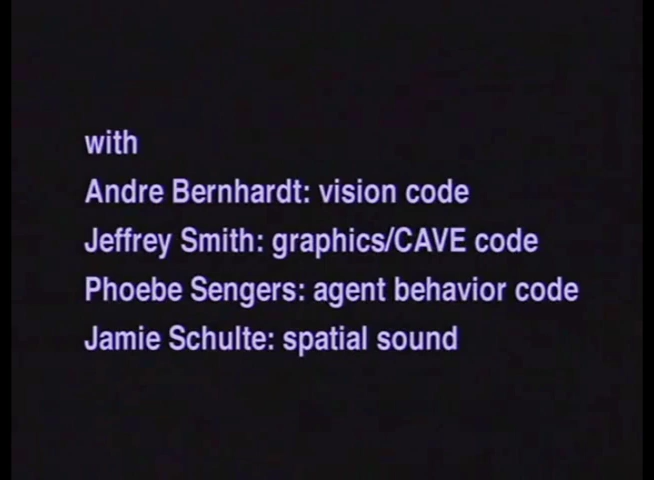 with
Andre Bernhardt: vision code
Jeffrey Smith: graphics/CAVE code
Phoebe Sengers: agent behavior code
Jamie Schulte: spatial sound